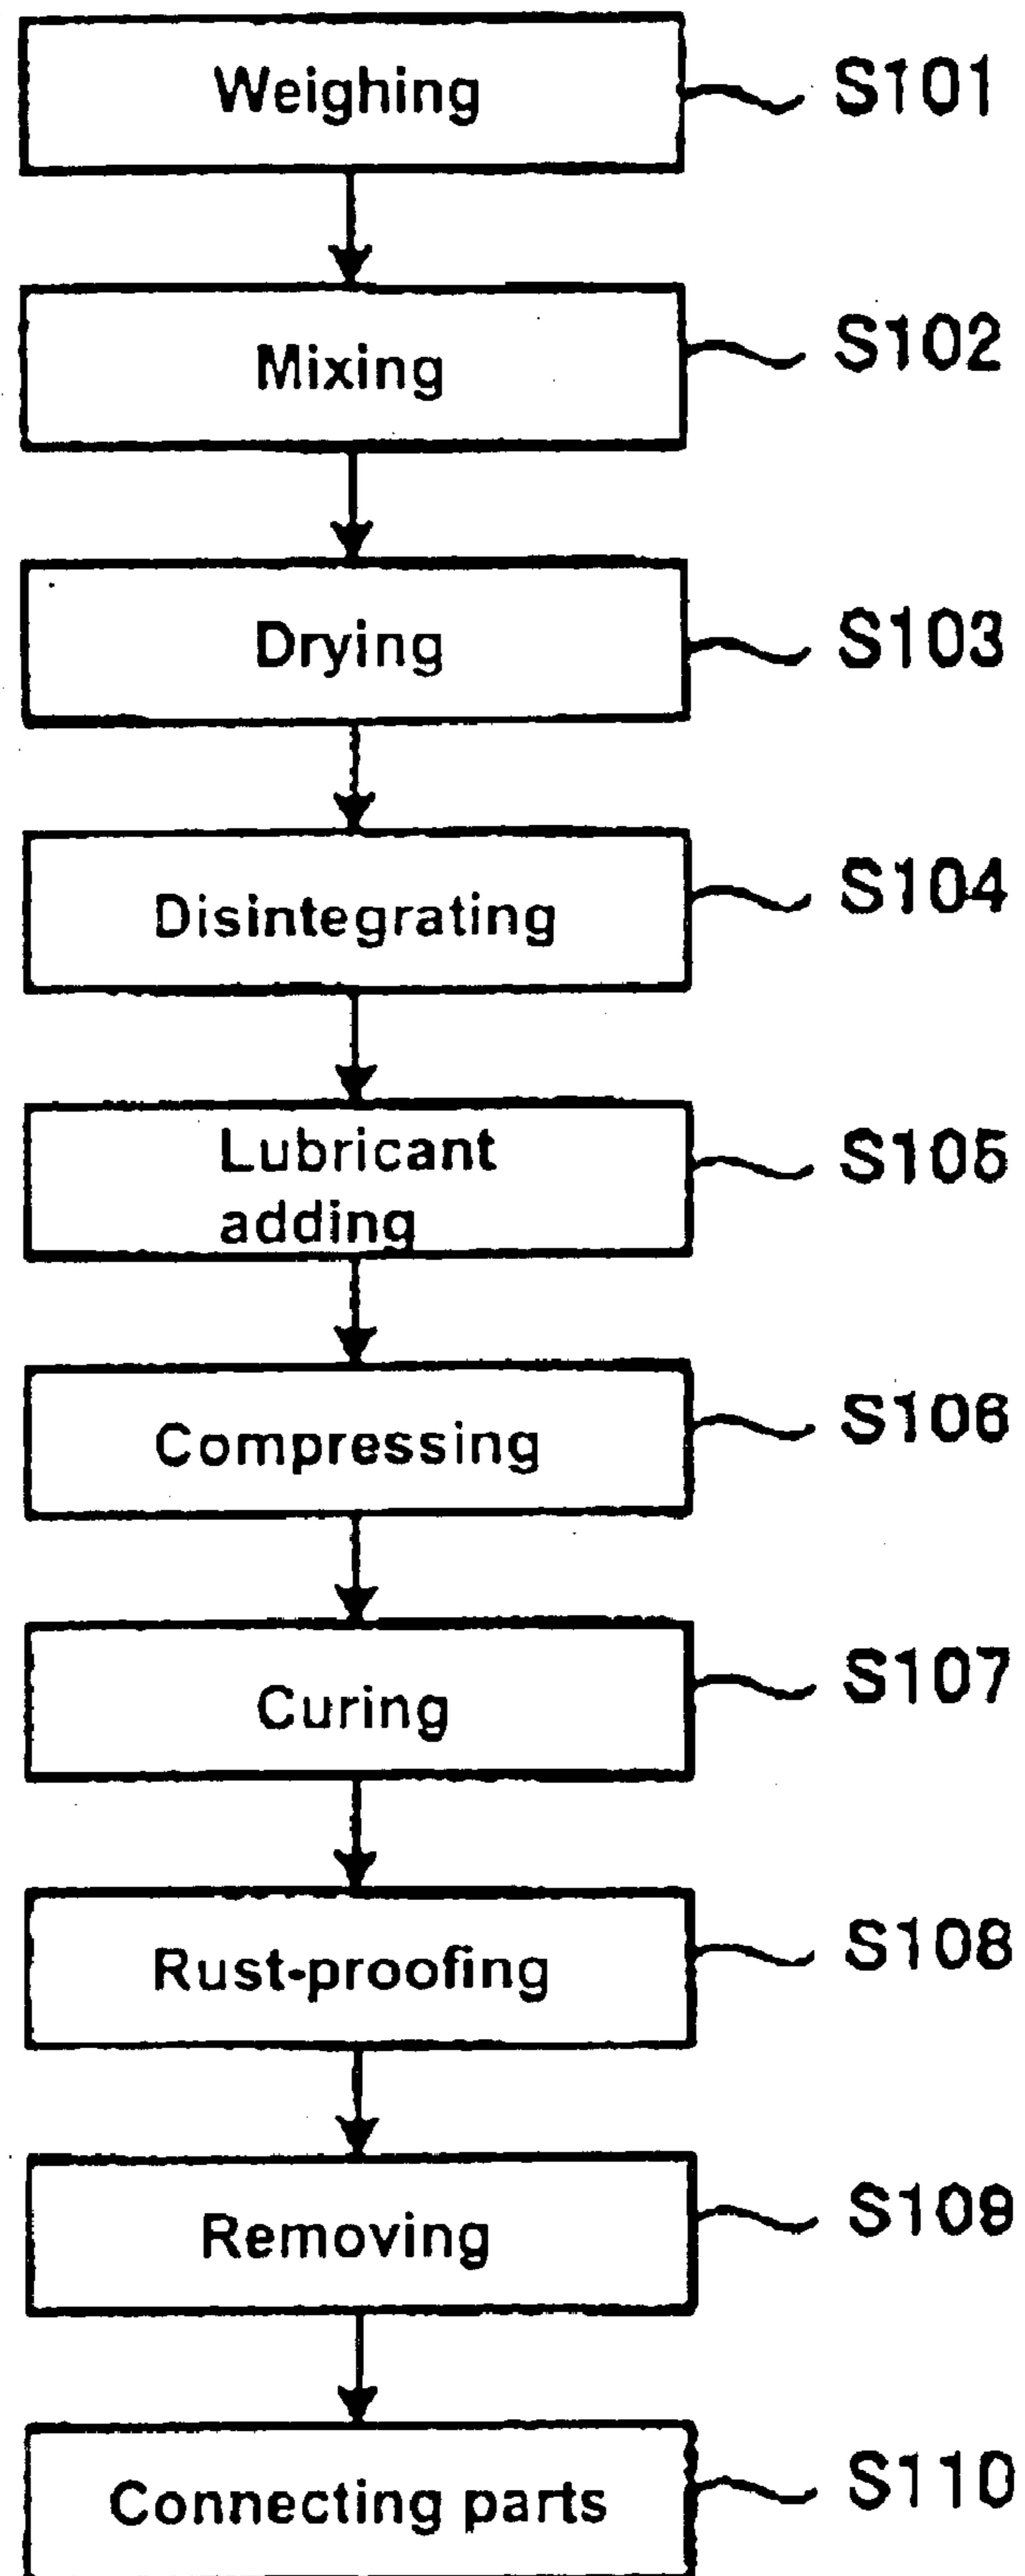 Weighing S101
Mixing S102
Drying S103
Disintegrating S104
Lubricant
adding
S105
Compressing S106
Curing S107
Rust-proofing S108
Removing S109
Connecting parts S110